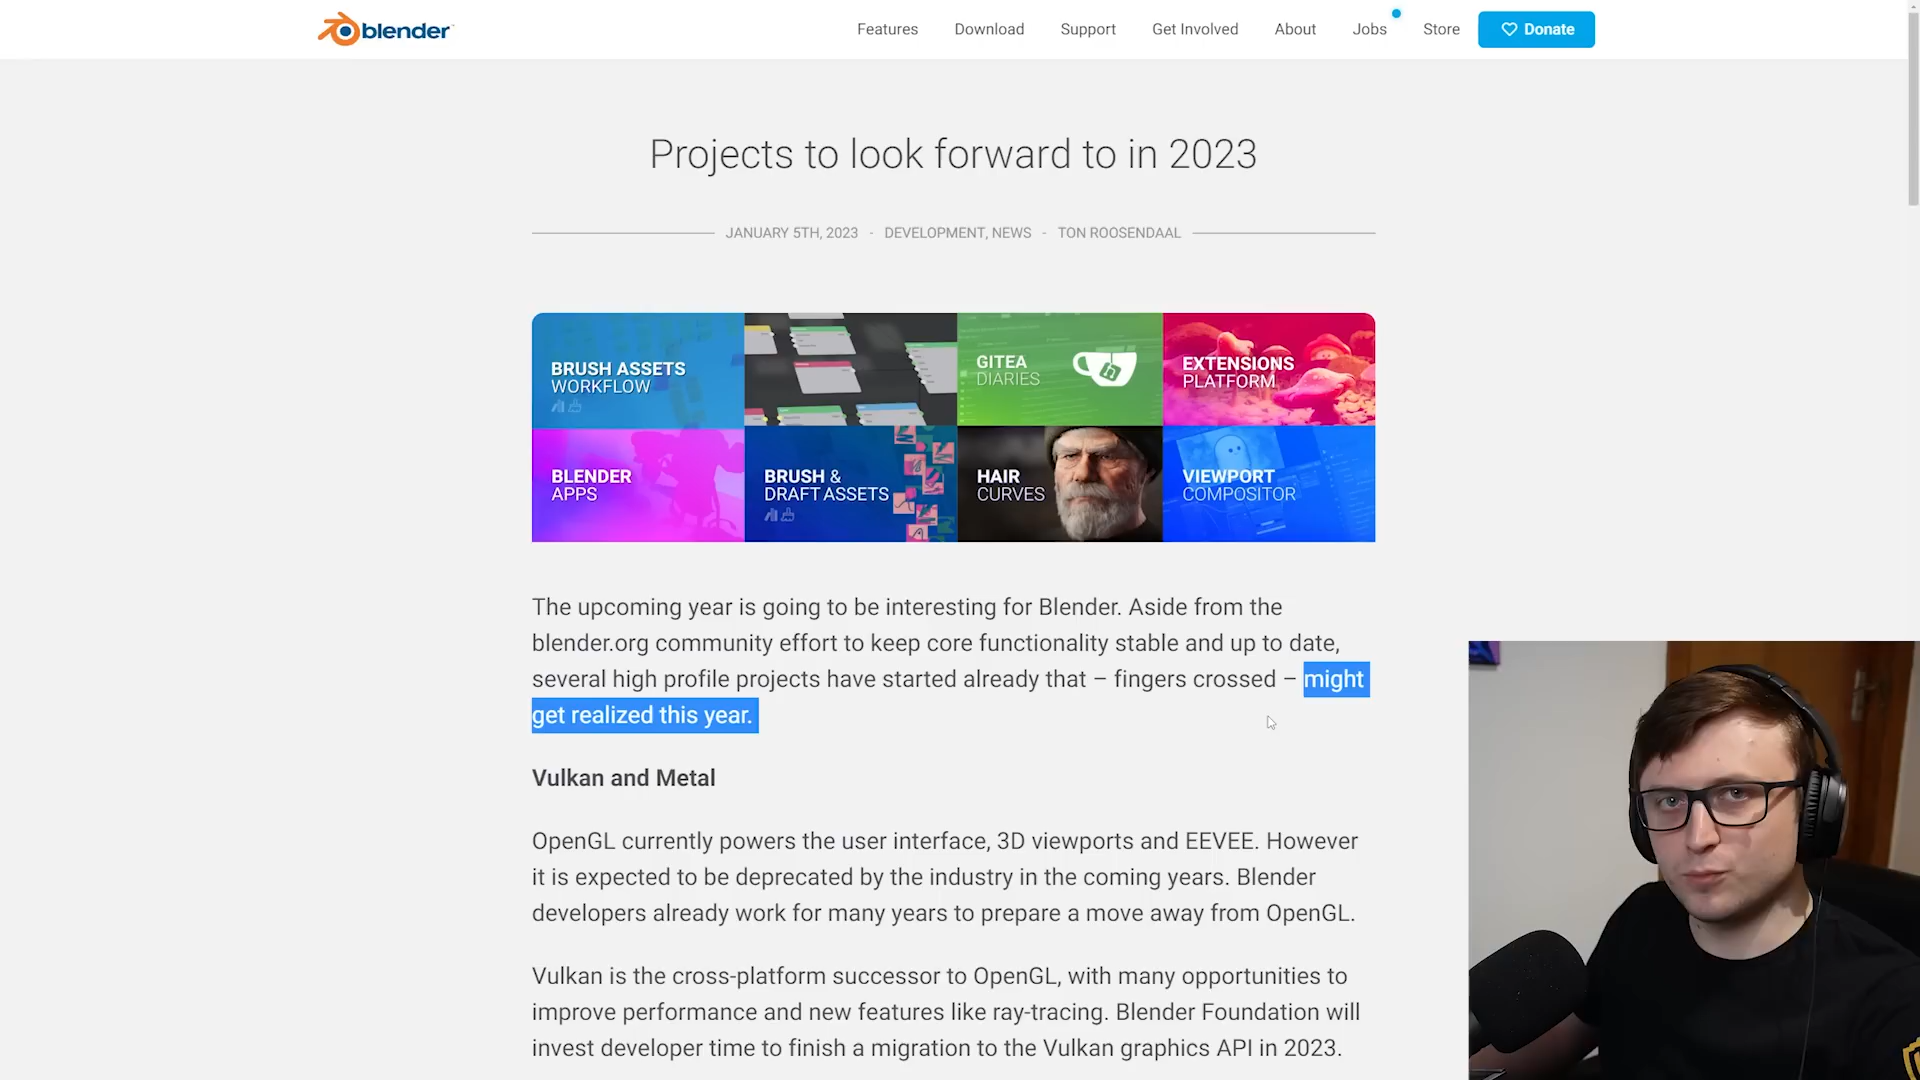 blender
Features
Download
Support
Get Involved
About
Jobs
Store
Donate
Projects to look forward to in 2023
JANUARY 5TH, 2023 - DEVELOPMENT, NEWS - TON ROOSENDAAL
BRUSH ASSETS
WORKFLOW
GITEA
DIARIES
EXTENSIONS
PLATFORM
BLENDER
APPS
BRUSH &
DRAFT ASSETS
HAIR
CURVES
VIEWPORT
COMPOSITOR
The upcoming year is going to be interesting for Blender. Aside from the
blender.org community effort to keep core functionality stable and up to date,
several high profile projects have started already that – fingers crossed – might
get realized this year.
Vulkan and Metal
OpenGL currently powers the user interface, 3D viewports and EEVEE. However
it is expected to be deprecated by the industry in the coming years. Blender
developers already work for many years to prepare a move away from OpenGL.
Vulkan is the cross-platform successor to OpenGL, with many opportunities to
improve performance and new features like ray-tracing. Blender Foundation will
invest developer time to finish a migration to the Vulkan graphics API in 2023.